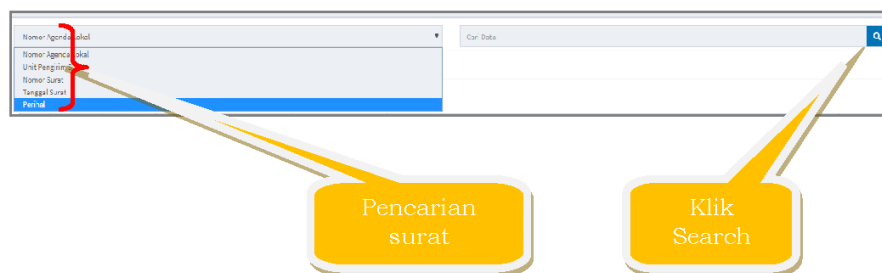 Nomor Agenda Lokal
Cari Data
Nomor Agenda Lokal
Unit Pengirim
Nomor Surat
Tanggal Surat
Perihal
Pencarian
surat
Klik
Search